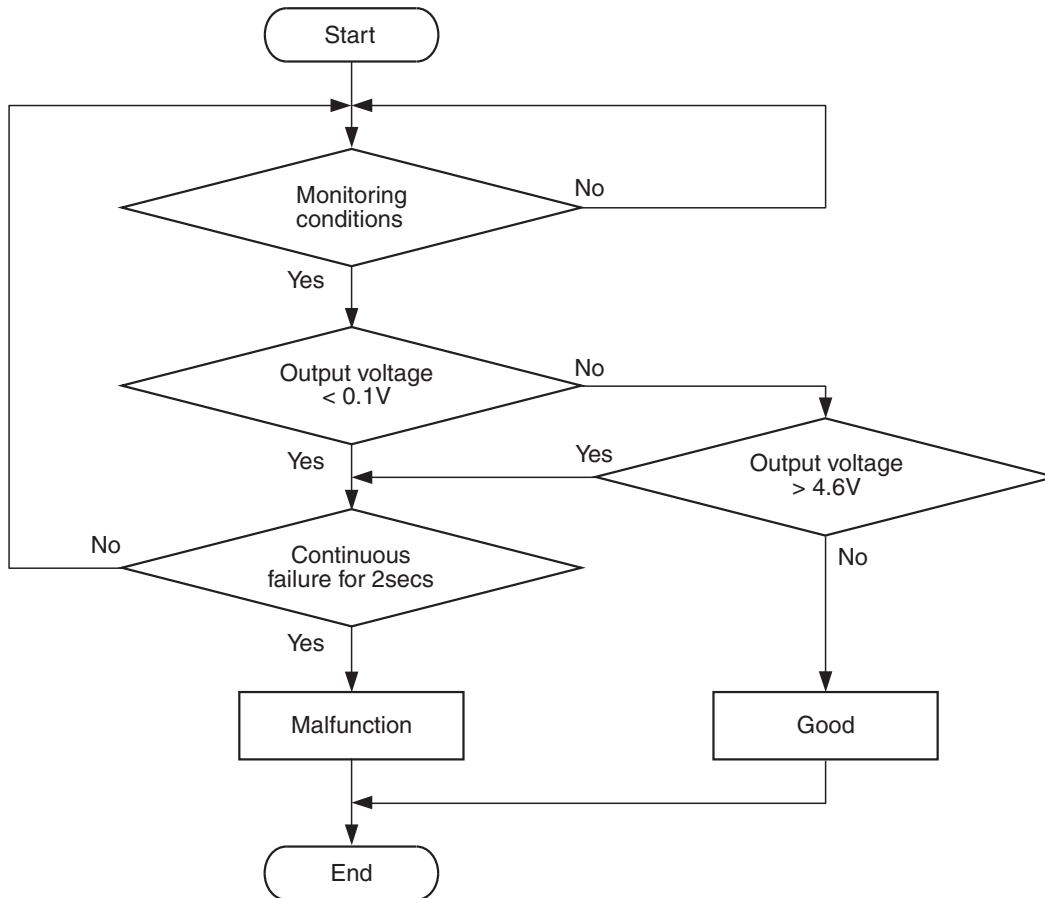 Start
Monitoring
conditions
No
Yes
Output voltage
< 0.1V
No
Yes
Yes
Output voltage
> 4.6V
No
Continuous
failure for 2secs
No
Yes
Malfunction
Good
End